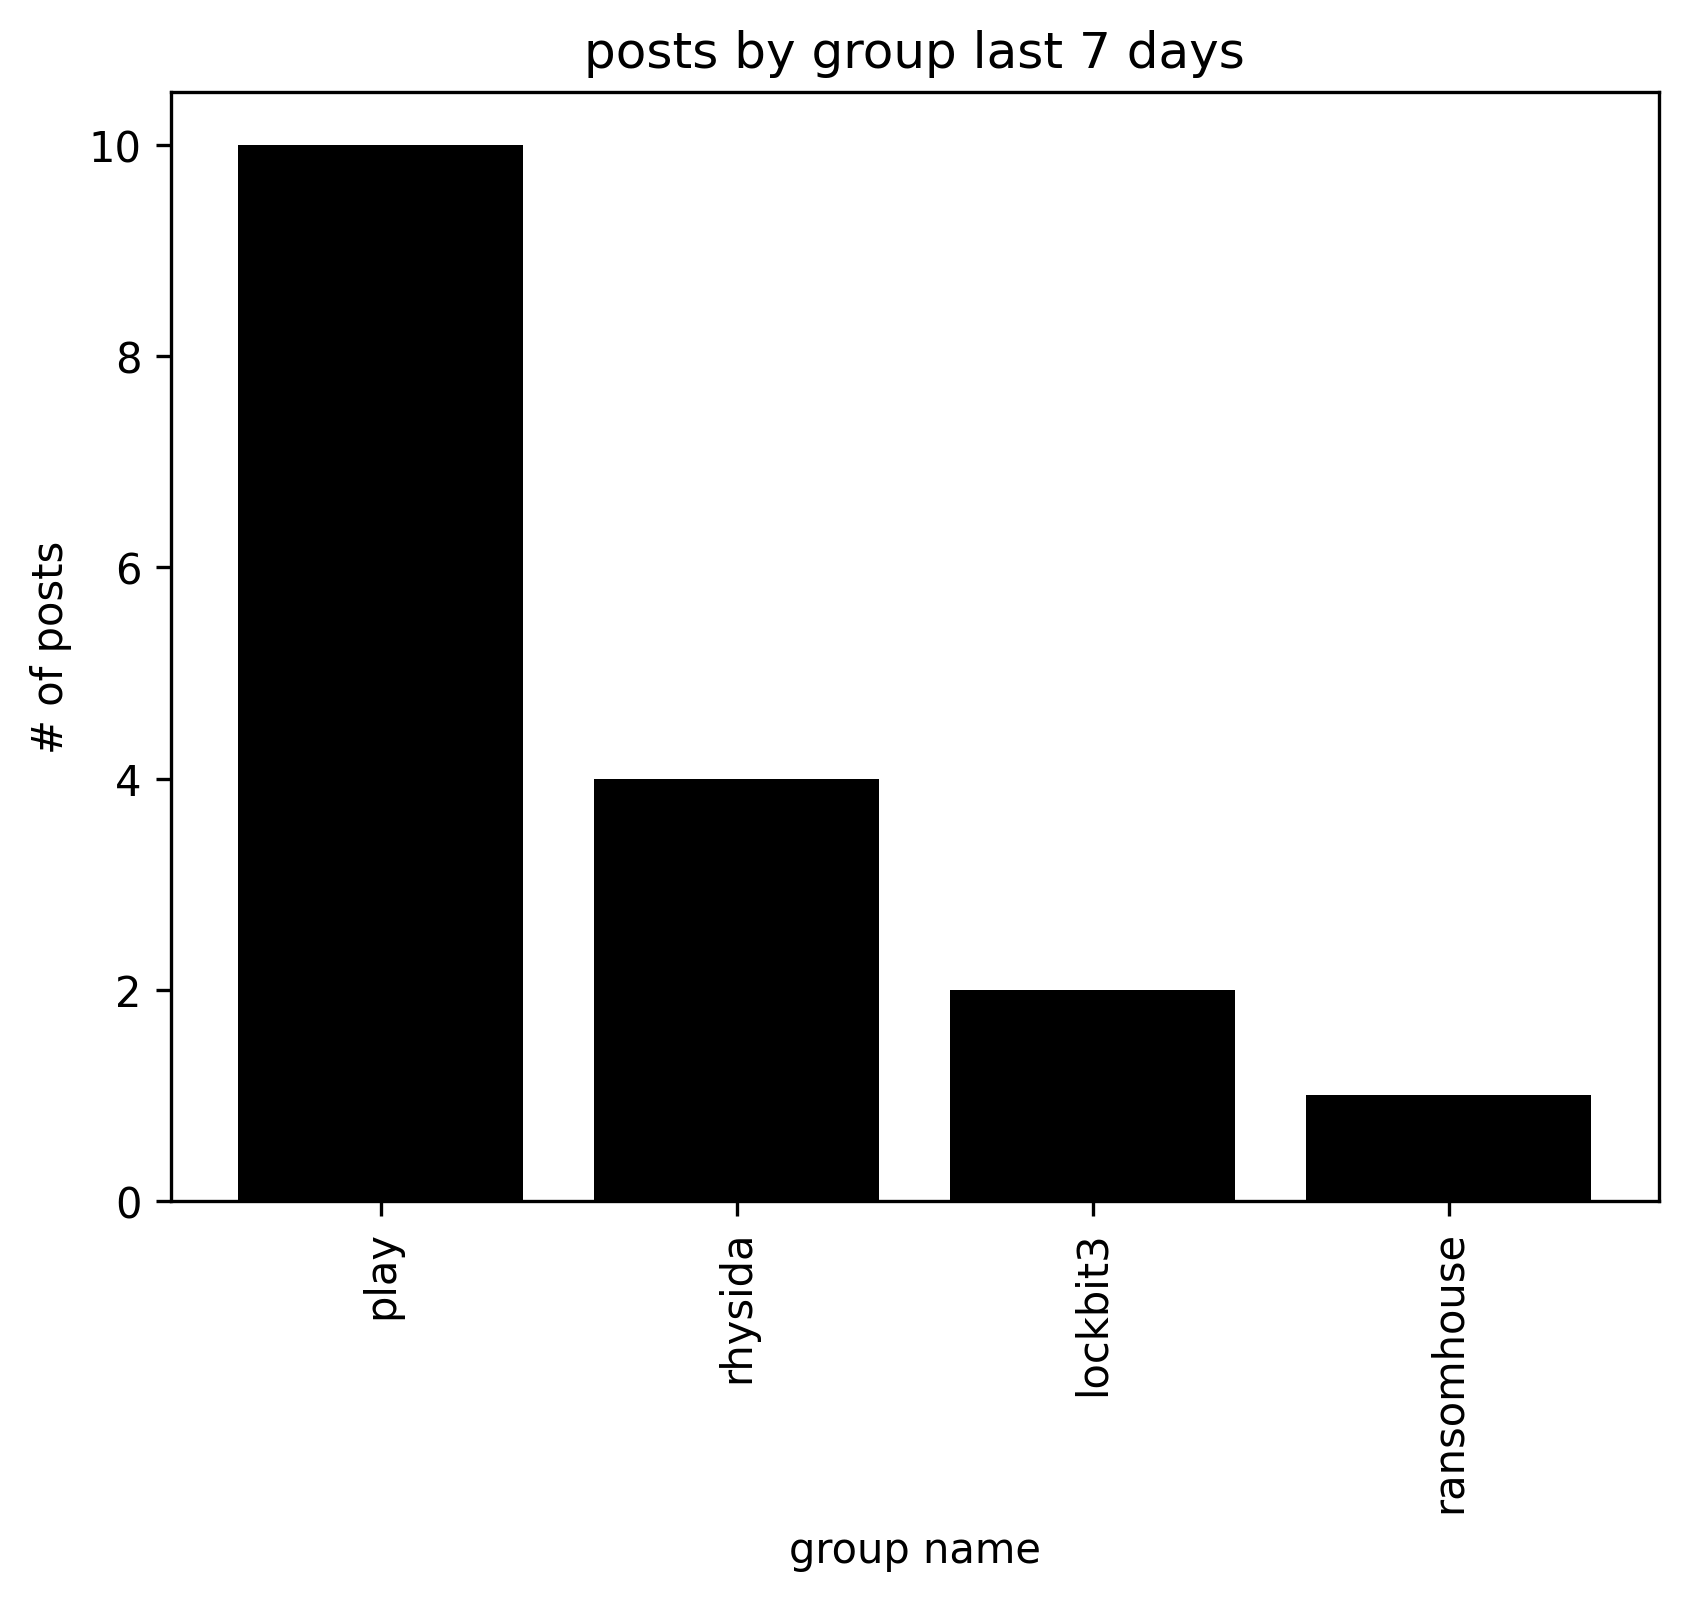 posts by group last 7 days
10
8
6
4
2
0
# of posts
play
rhysida
lockbit3
ransomhouse
group name